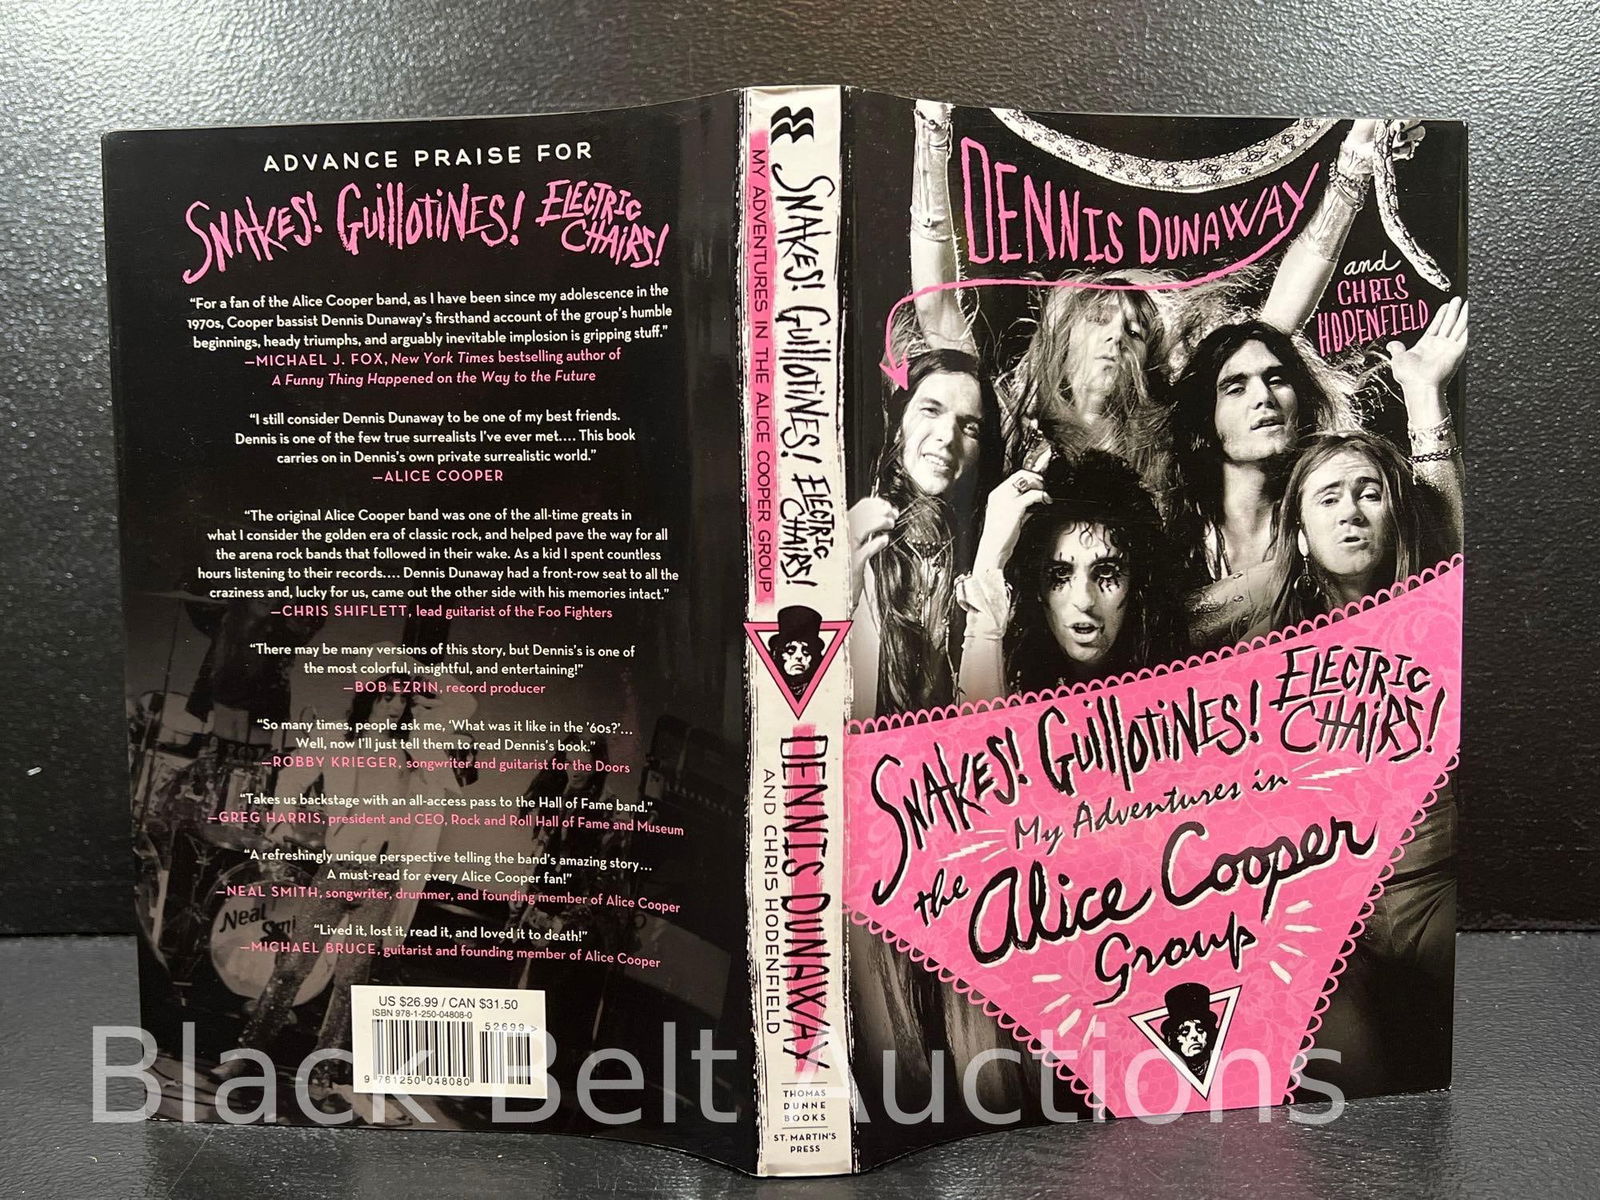 ADVANCE PRAISE FOR
SNAKES! GUILLOTINES! ELECTRIC CHAIRS!
“For a fan of the Alice Cooper band, as I have been since my adolescence in the
1970s, Cooper bassist Dennis Dunaway’s firsthand account of the group’s humble
beginnings, heady triumphs, and arguably inevitable implosion is gripping stuff.”
—MICHAEL J. FOX, New York Times bestselling author of
A Funny Thing Happened on the Way to the Future
“I still consider Dennis Dunaway to be one of my best friends.
Dennis is one of the few true surrealists I’ve ever met.... This book
carries on in Dennis’s own private surrealistic world.”
—ALICE COOPER
“The original Alice Cooper band was one of the all-time greats in
what I consider the golden era of classic rock, and helped pave the way for all
the arena rock bands that followed in their wake. As a kid I spent countless
hours listening to their records.... Dennis Dunaway had a front-row seat to all the
craziness and, lucky for us, came out the other side with his memories intact.”
—CHRIS SHIFLETT, lead guitarist of the Foo Fighters
“There may be many versions of this story, but Dennis’s is one of
the most colorful, insightful, and entertaining!”
—BOB EZRIN, record producer
“So many times, people ask me, ‘What was it like in the ’60s?’...
Well, now I’ll just tell them to read Dennis’s book.”
—ROBBY KRIEGER, songwriter and guitarist for the Doors
“Takes us backstage with an all-access pass to the Hall of Fame band.”
—GREG HARRIS, president and CEO, Rock and Roll Hall of Fame and Museum
“A refreshingly unique perspective telling the band’s amazing story...
A must-read for every Alice Cooper fan!”
—NEAL SMITH, songwriter, drummer, and founding member of Alice Cooper
Neal
Smi
“Lived it, lost it, read it, and loved it to death!”
—MICHAEL BRUCE, guitarist and founding member of Alice Cooper
US $26.99 / CAN $31.50
ISBN 978-1-250-04808-0
52699>
9 781250 048080
SNAKES! GUILLOTINES! ELECTRIC CHAIRS!
MY ADVENTURES IN THE ALICE COOPER GROUP
DENNIS DUNAWAY
AND CHRIS HODENFIELD
THOMAS
DUNNE
BOOKS
ST. MARTIN’S
PRESS
DENNIS DUNAWAY
and
CHRIS
HODENFIELD
SNAKES! GUILLOTINES! ELECTRIC
CHAIRS!
My Adventures in
the Alice Cooper
Group
Black Belt Auctions